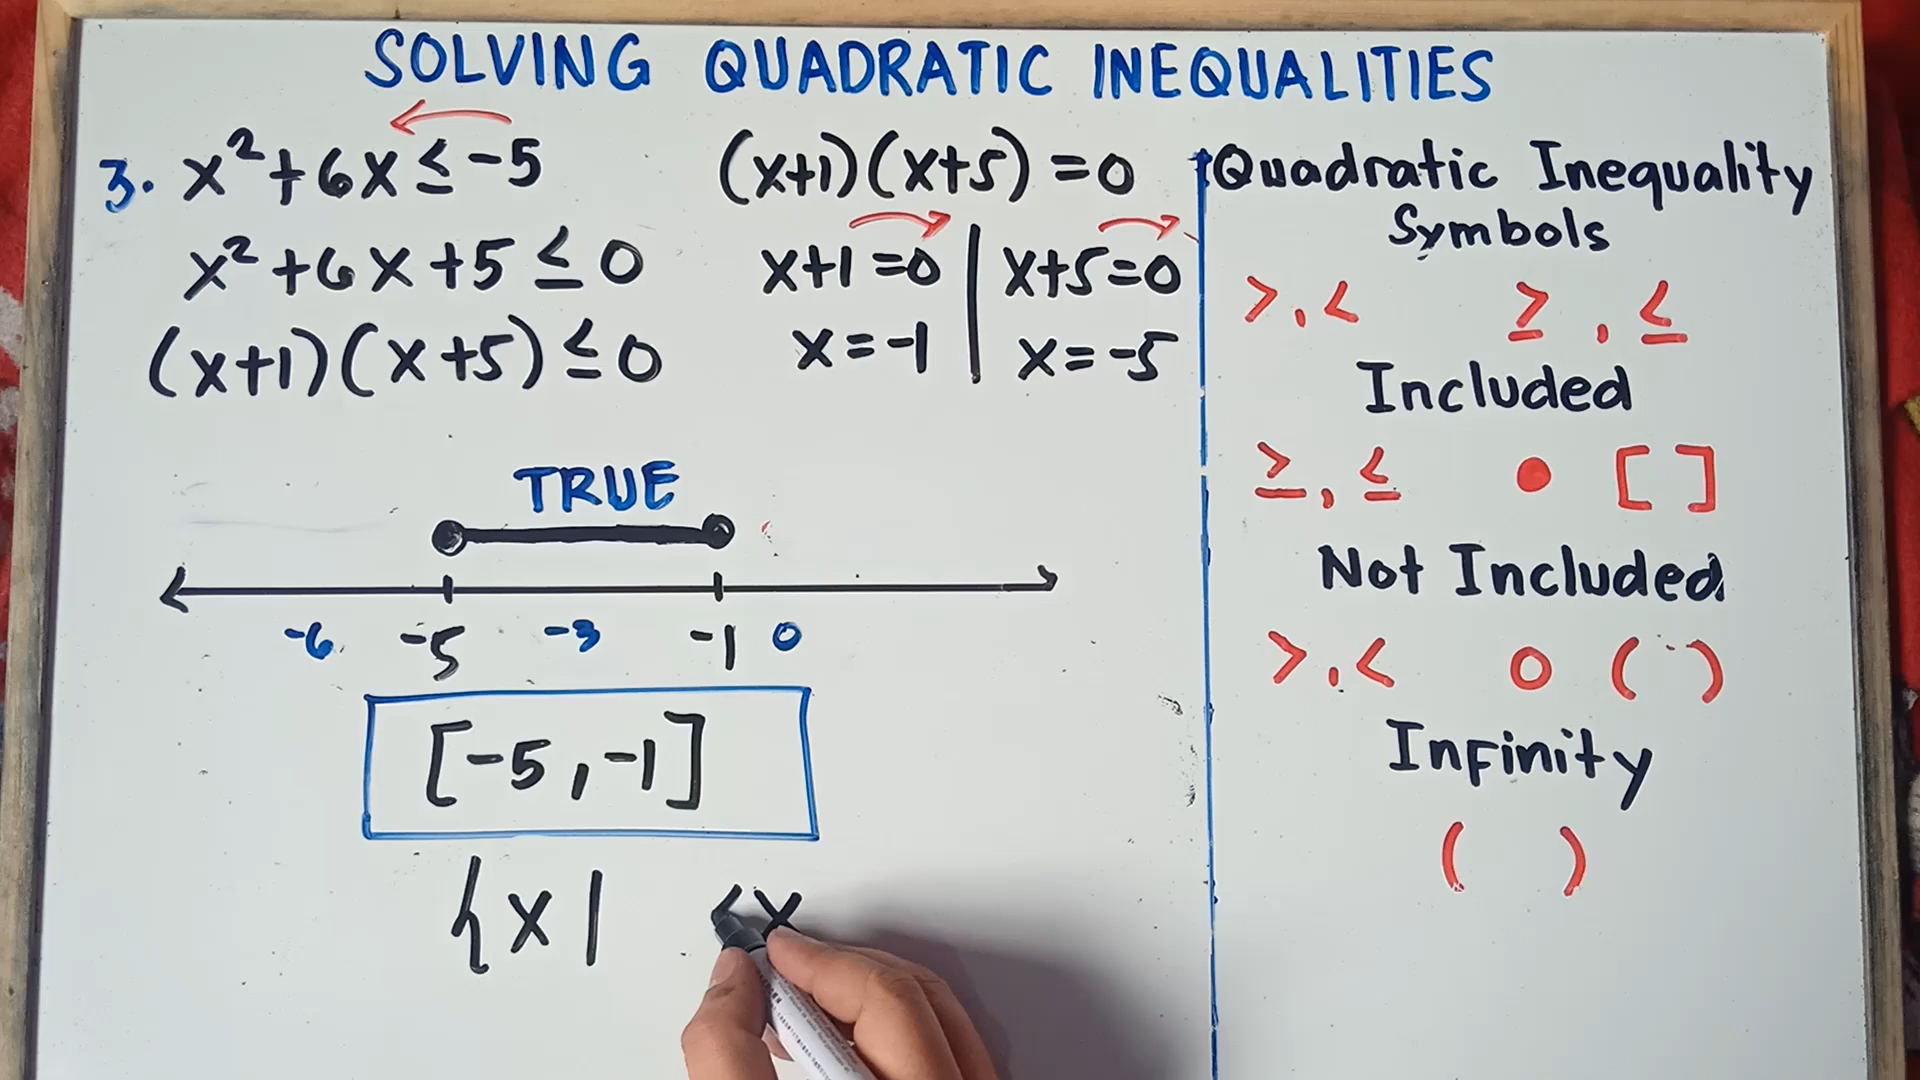 SOLVING QUADRATIC INEQUALITIES
3. x²+6x≤-5
x²+6x+5≤0
(x+1)(x+5)≤0
(x+1)(x+5)=0
x+1=0 | x+5=0
x=-1 | x=-5
TRUE
-6 -5 -3 -1 0
[-5,-1]
{x| <x
Quadratic Inequality
Symbols
>,< ≥,≤
Included
≥,≤ ● [ ]
Not Included
>,< ○ ( )
Infinity
( )